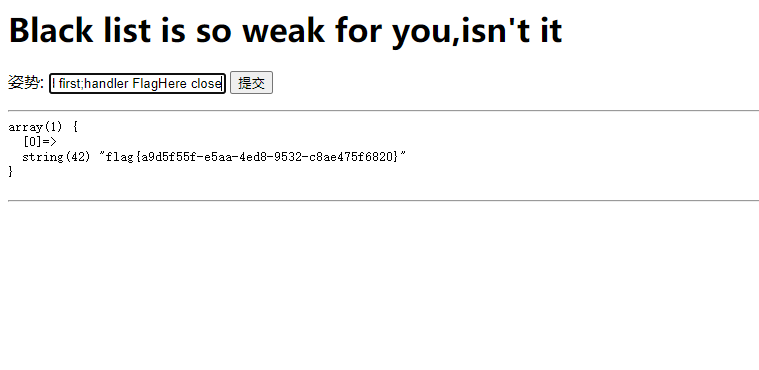 Black list is so weak for you,isn't it
姿势: l first;handler FlagHere close 提交
array(1) {
  [0]=>
  string(42) "flag{a9d5f55f-e5aa-4ed8-9532-c8ae475f6820}"
}